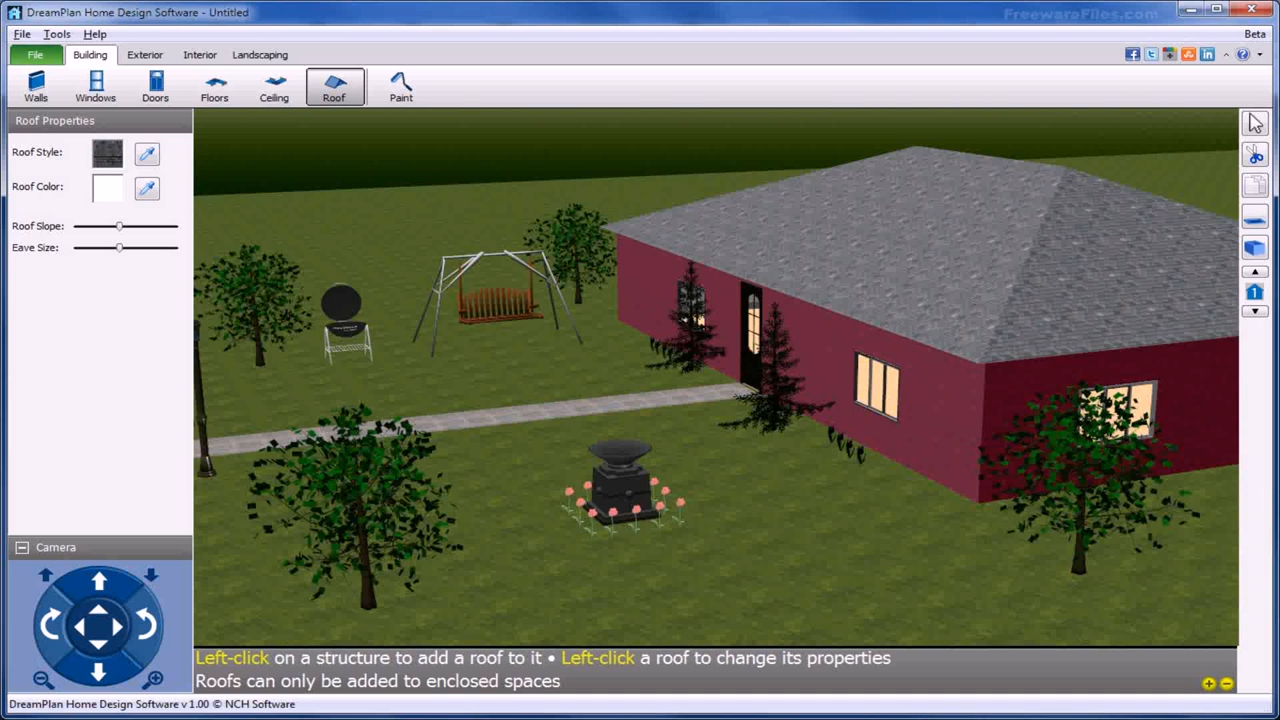 DreamPlan Home Design Software - Untitled
FreewareFiles.com
File Tools Help Beta
File Building Exterior Interior Landscaping
Walls Windows Doors Floors Ceiling Roof Paint
Roof Properties
Roof Style:
Roof Color:
Roof Slope:
Eave Size:
1
Camera
Left-click on a structure to add a roof to it • Left-click a roof to change its properties
Roofs can only be added to enclosed spaces
DreamPlan Home Design Software v 1.00 © NCH Software